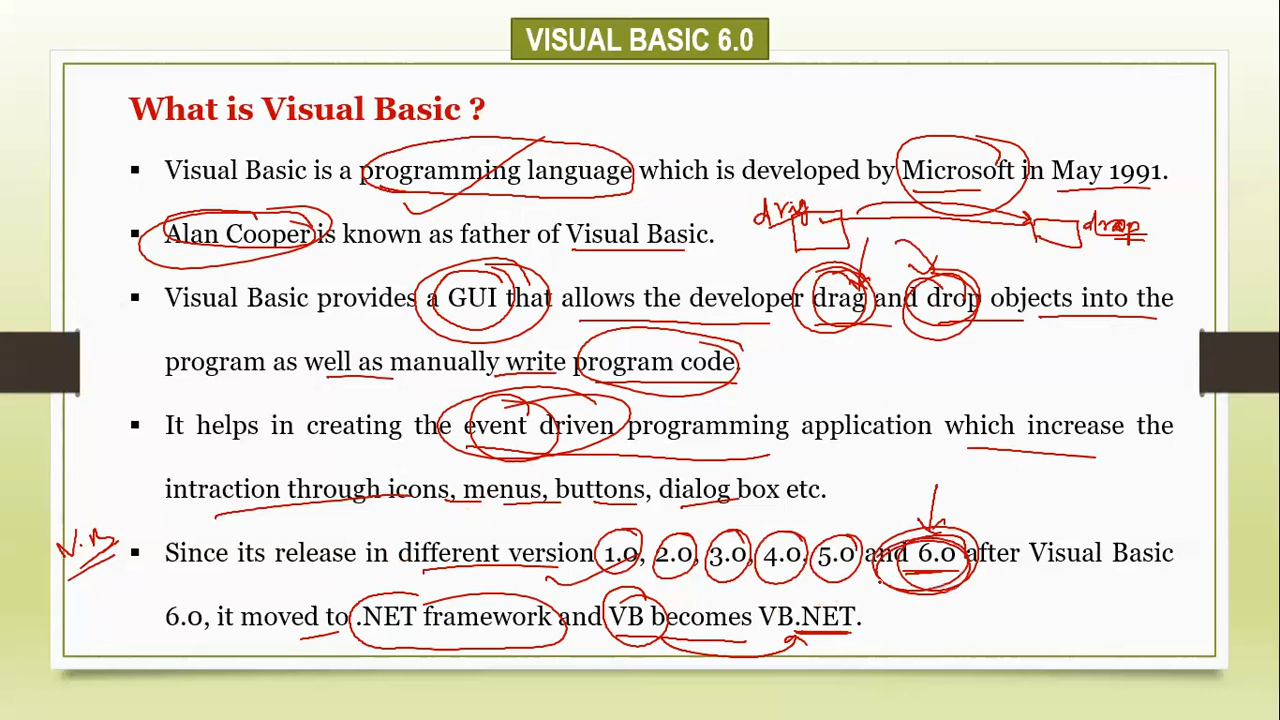 VISUAL BASIC 6.0
What is Visual Basic ?
▪ Visual Basic is a programming language which is developed by Microsoft in May 1991.
drig
drop
▪ Alan Cooper is known as father of Visual Basic.
▪ Visual Basic provides a GUI that allows the developer drag and drop objects into the
program as well as manually write program code.
▪ It helps in creating the event driven programming application which increase the
intraction through icons, menus, buttons, dialog box etc.
V.B
▪ Since its release in different version 1.0, 2.0, 3.0, 4.0, 5.0 and 6.0 after Visual Basic
6.0, it moved to .NET framework and VB becomes VB.NET.